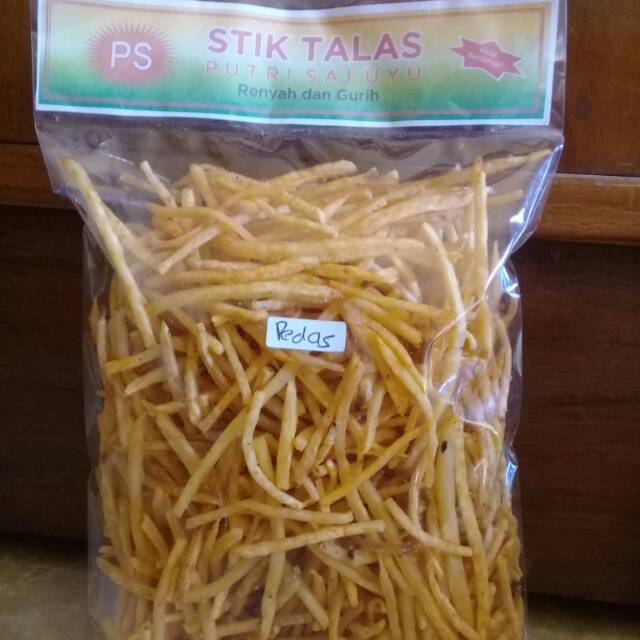 PS
STIK TALAS
PUTRI SALUYU
Renyah dan Gurih
Pedas